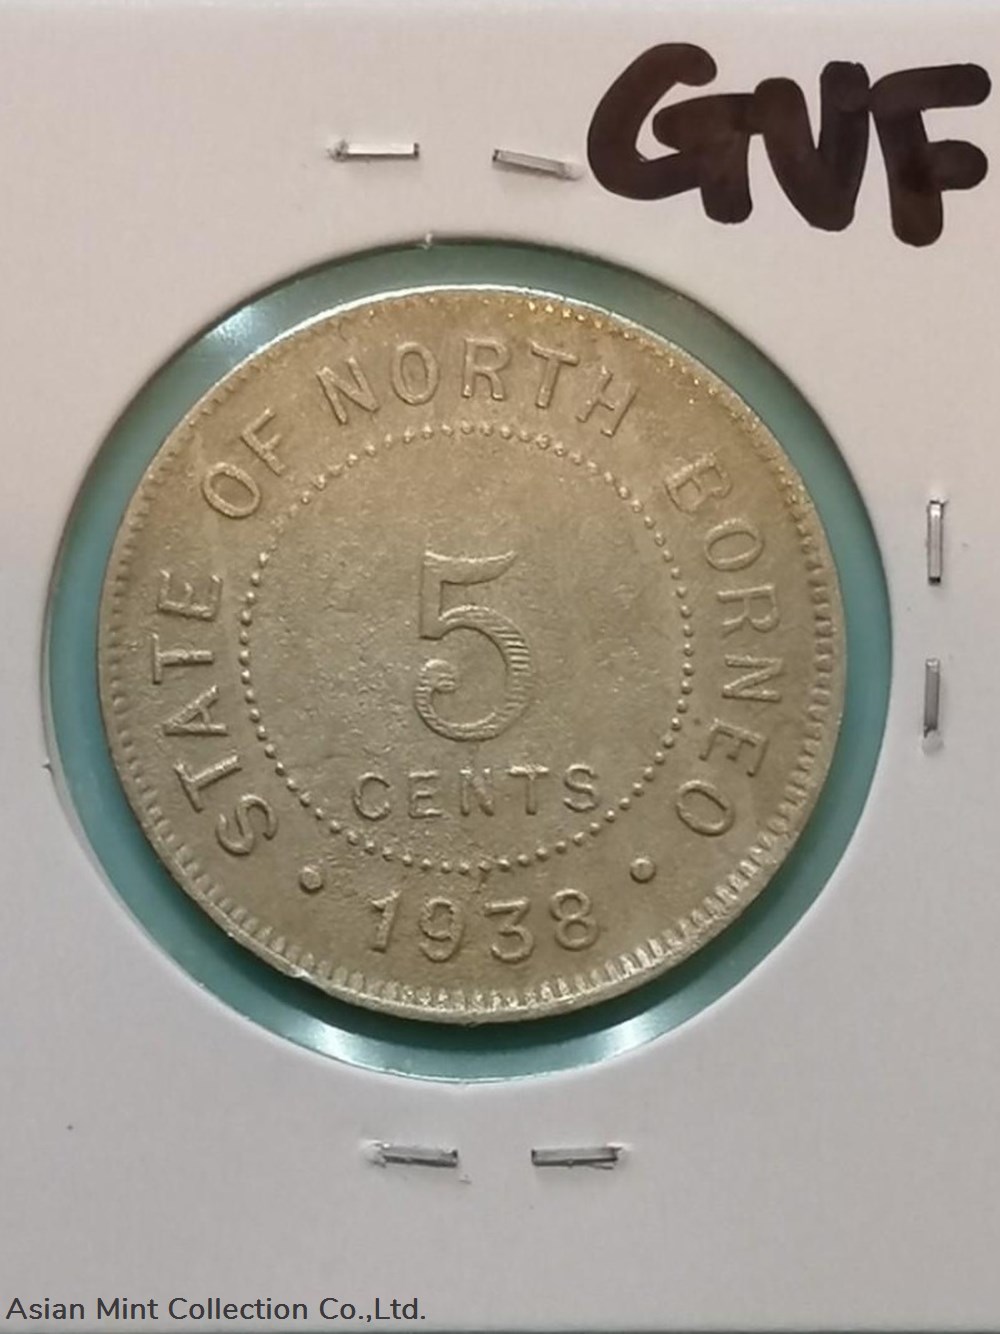 GVF
STATE OF NORTH BORNEO
5
CENTS
• 1938 •
Asian Mint Collection Co.,Ltd.